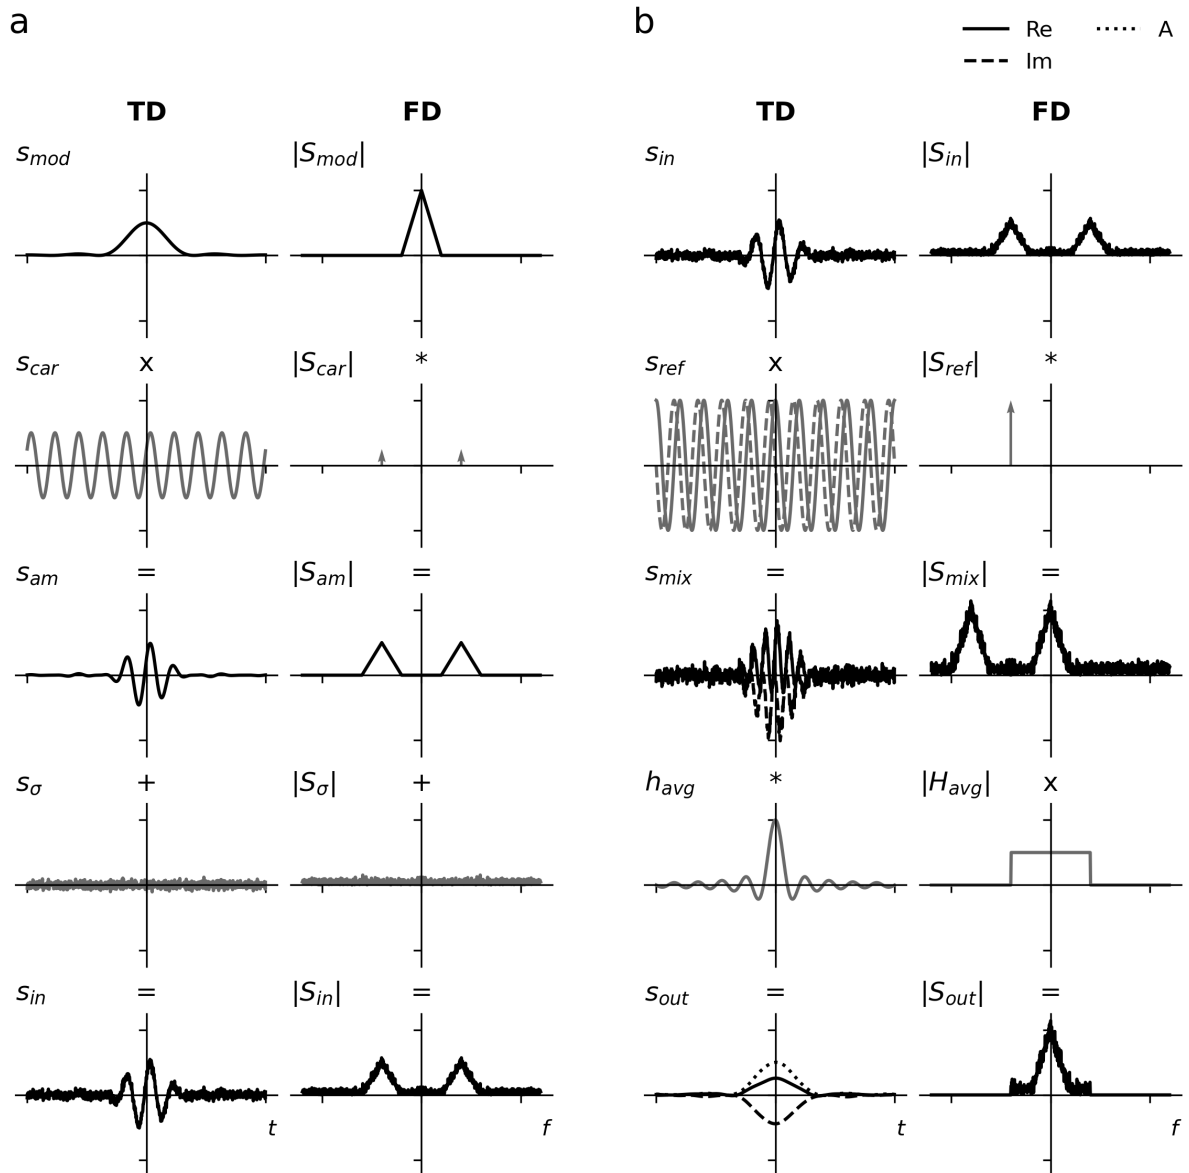 a
b
Re
A
Im
TD
FD
TD
FD
s_mod
|S_mod|
s_in
|S_in|
s_car
x
|S_car|
*
s_ref
x
|S_ref|
*
s_am
=
|S_am|
=
s_mix
=
|S_mix|
=
s_σ
+
|S_σ|
+
h_avg
*
|H_avg|
x
s_in
=
|S_in|
=
s_out
=
|S_out|
=
t
f
t
f